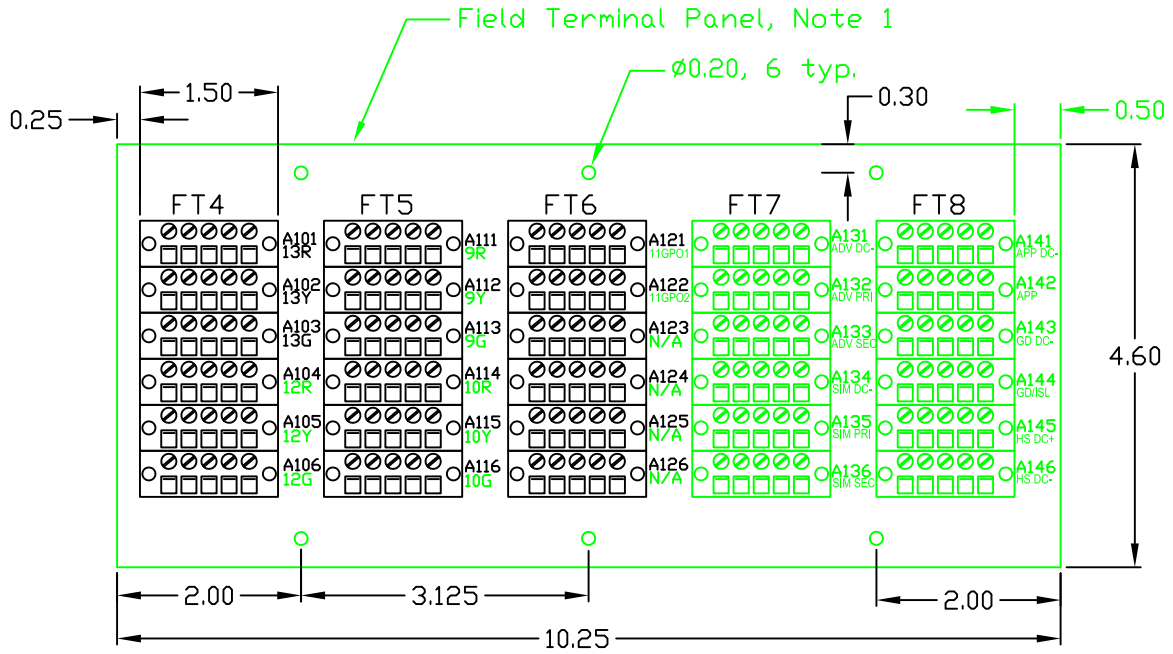 Field Terminal Panel, Note 1
Ø0.20, 6 typ.
1.50
0.30
0.25
0.50
FT4
FT5
FT6
FT7
FT8
A101
13R
A102
13Y
A103
13G
A104
12R
A105
12Y
A106
12G
A111
9R
A112
9Y
A113
9G
A114
10R
A115
10Y
A116
10G
A121
11GPO1
A122
11GPO2
A123
N/A
A124
N/A
A125
N/A
A126
N/A
A131
ADV DC-
A132
ADV PRI
A133
ADV SEC
A134
SIM DC-
A135
SIM PRI
A136
SIM SEC
A141
APP DC-
A142
APP
A143
GD DC-
A144
GD/ISL
A145
HS DC+
A146
HS DC-
4.60
2.00
3.125
2.00
10.25